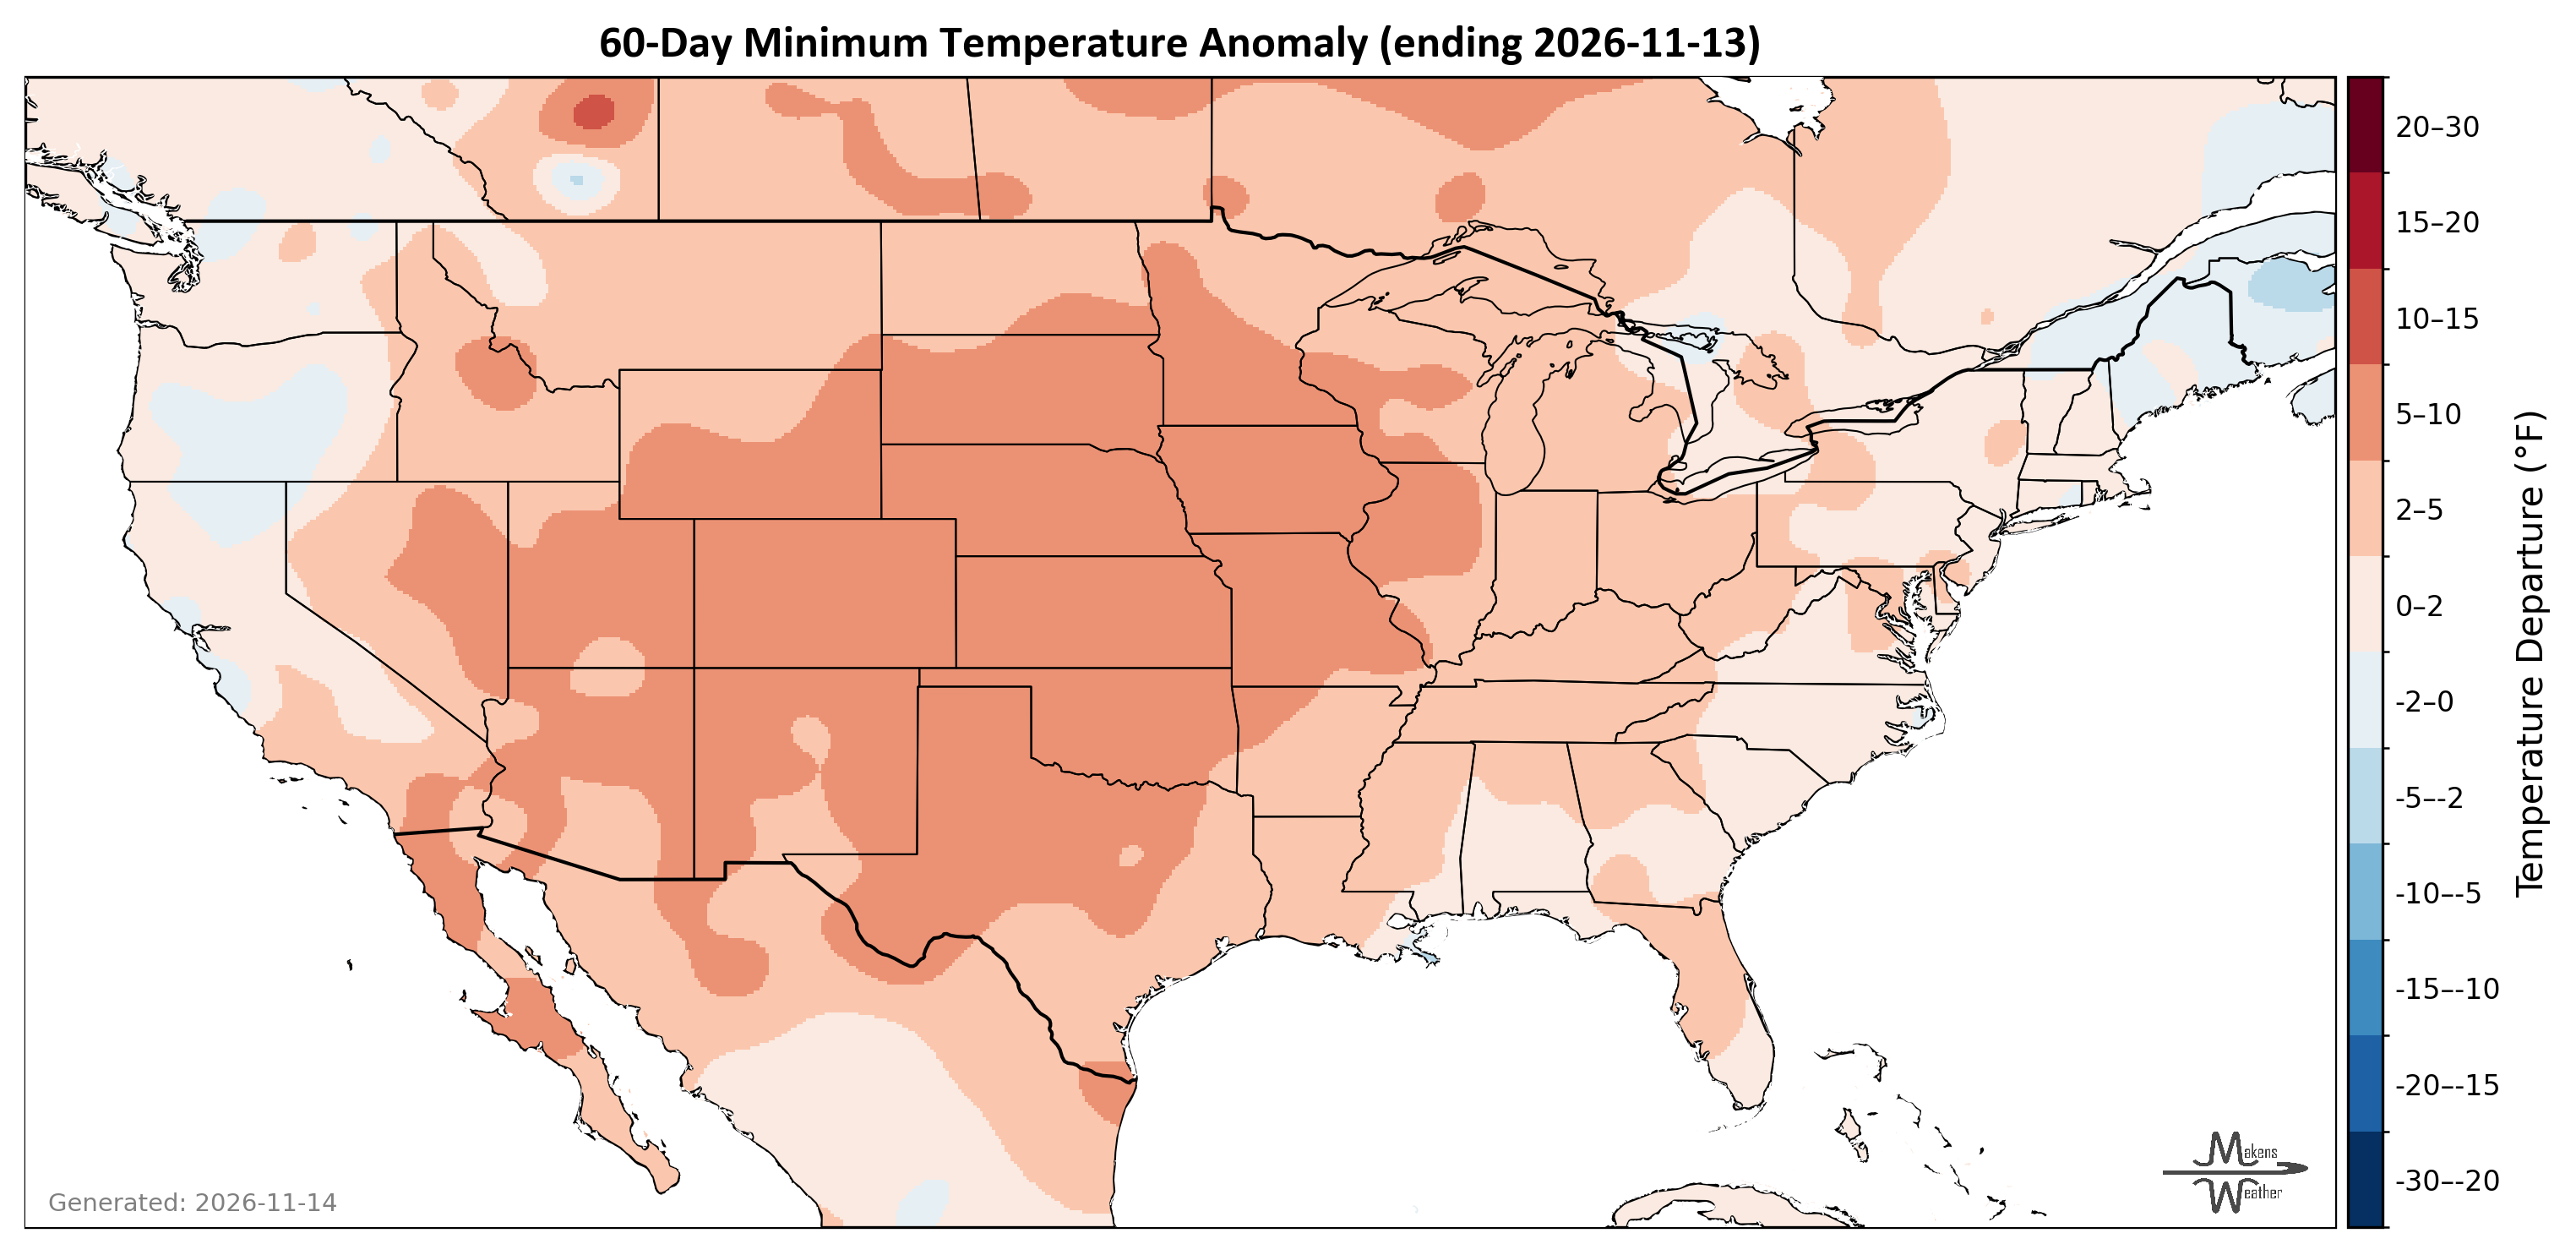 60-Day Minimum Temperature Anomaly (ending 2026-11-13)
20–30
15–20
10–15
5–10
2–5
0–2
-2–0
-5–-2
-10–-5
-15–-10
-20–-15
-30–-20
Temperature Departure (°F)
Makens
Weather
Generated: 2026-11-14